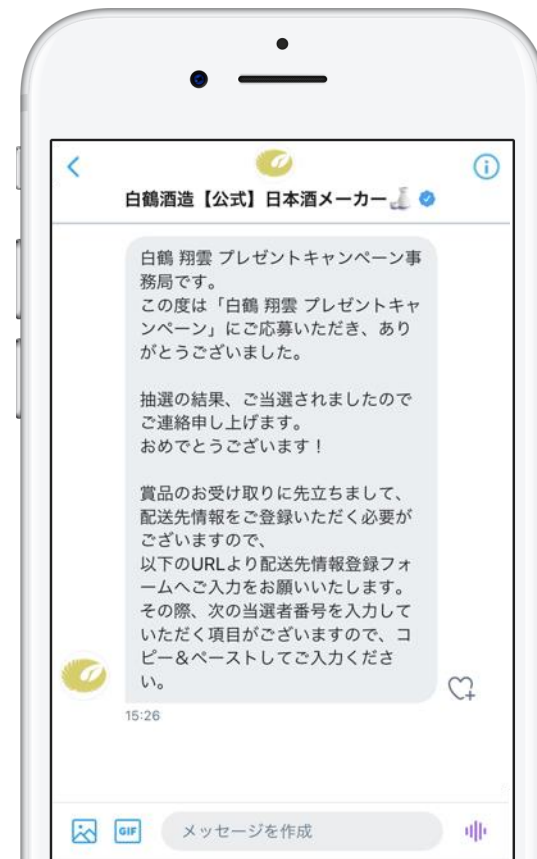 白鶴酒造【公式】日本酒メーカー🍶
白鶴 翔雲 プレゼントキャンペーン事
務局です。
この度は「白鶴 翔雲 プレゼントキャ
ンペーン」にご応募いただき、あり
がとうございました。
抽選の結果、ご当選されましたので
ご連絡申し上げます。
おめでとうございます！
賞品のお受け取りに先立ちまして、
配送先情報をご登録いただく必要が
ございますので、
以下のURLより配送先情報登録フォ
ームへご入力をお願いいたします。
その際、次の当選者番号を入力して
いただく項目がございますので、コ
ピー＆ペーストしてご入力くださ
い。
15:26
GIF
メッセージを作成